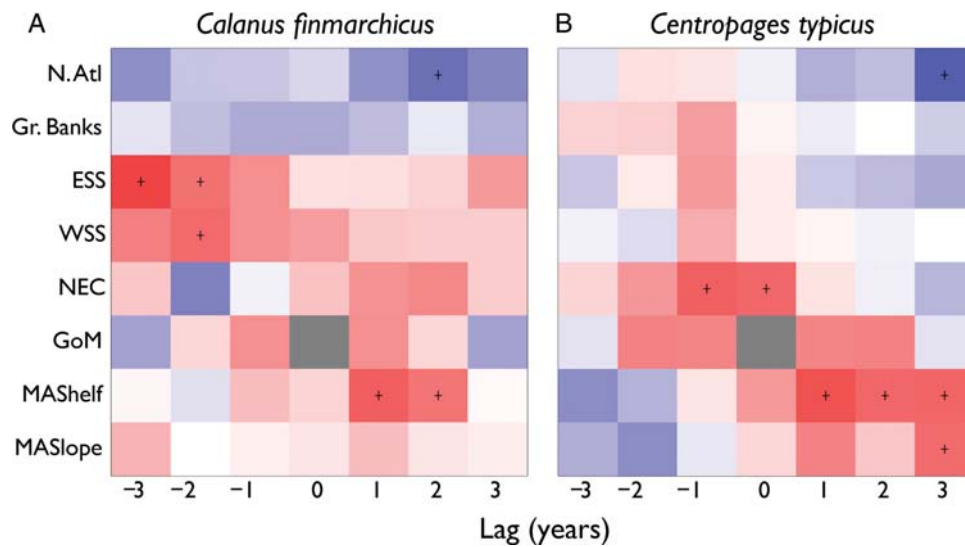 A Calanus finmarchicus B Centropages typicus
N.Atl + +
Gr. Banks
ESS + +
WSS +
NEC + +
GoM
MAShelf + + + + +
MASlope +
−3 −2 −1 0 1 2 3 −3 −2 −1 0 1 2 3
Lag (years)